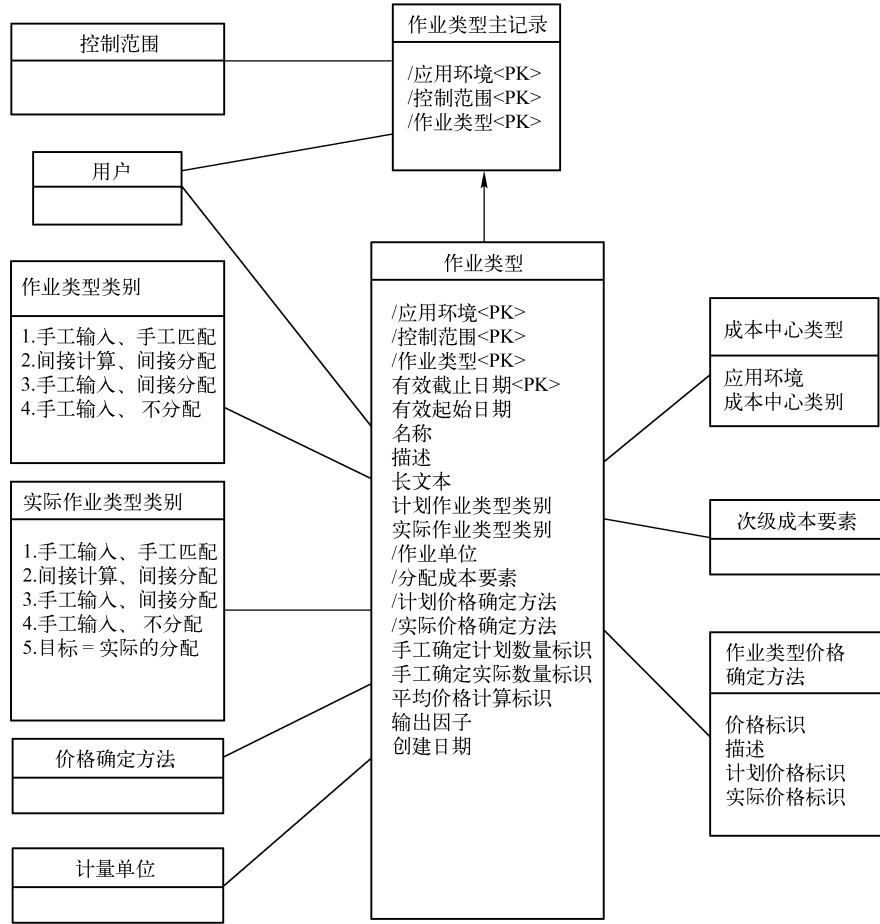 控制范围
作业类型主记录
/应用环境<PK>
/控制范围<PK>
/作业类型<PK>
用户
作业类型类别
1.手工输入、手工匹配
2.间接计算、间接分配
3.手工输入、间接分配
4.手工输入、 不分配
实际作业类型类别
1.手工输入、手工匹配
2.间接计算、间接分配
3.手工输入、间接分配
4.手工输入、 不分配
5.目标 = 实际的分配
价格确定方法
计量单位
作业类型
/应用环境<PK>
/控制范围<PK>
/作业类型<PK>
有效截止日期<PK>
有效起始日期
名称
描述
长文本
计划作业类型类别
实际作业类型类别
/作业单位
/分配成本要素
/计划价格确定方法
/实际价格确定方法
手工确定计划数量标识
手工确定实际数量标识
平均价格计算标识
输出因子
创建日期
成本中心类型
应用环境
成本中心类别
次级成本要素
作业类型价格
确定方法
价格标识
描述
计划价格标识
实际价格标识